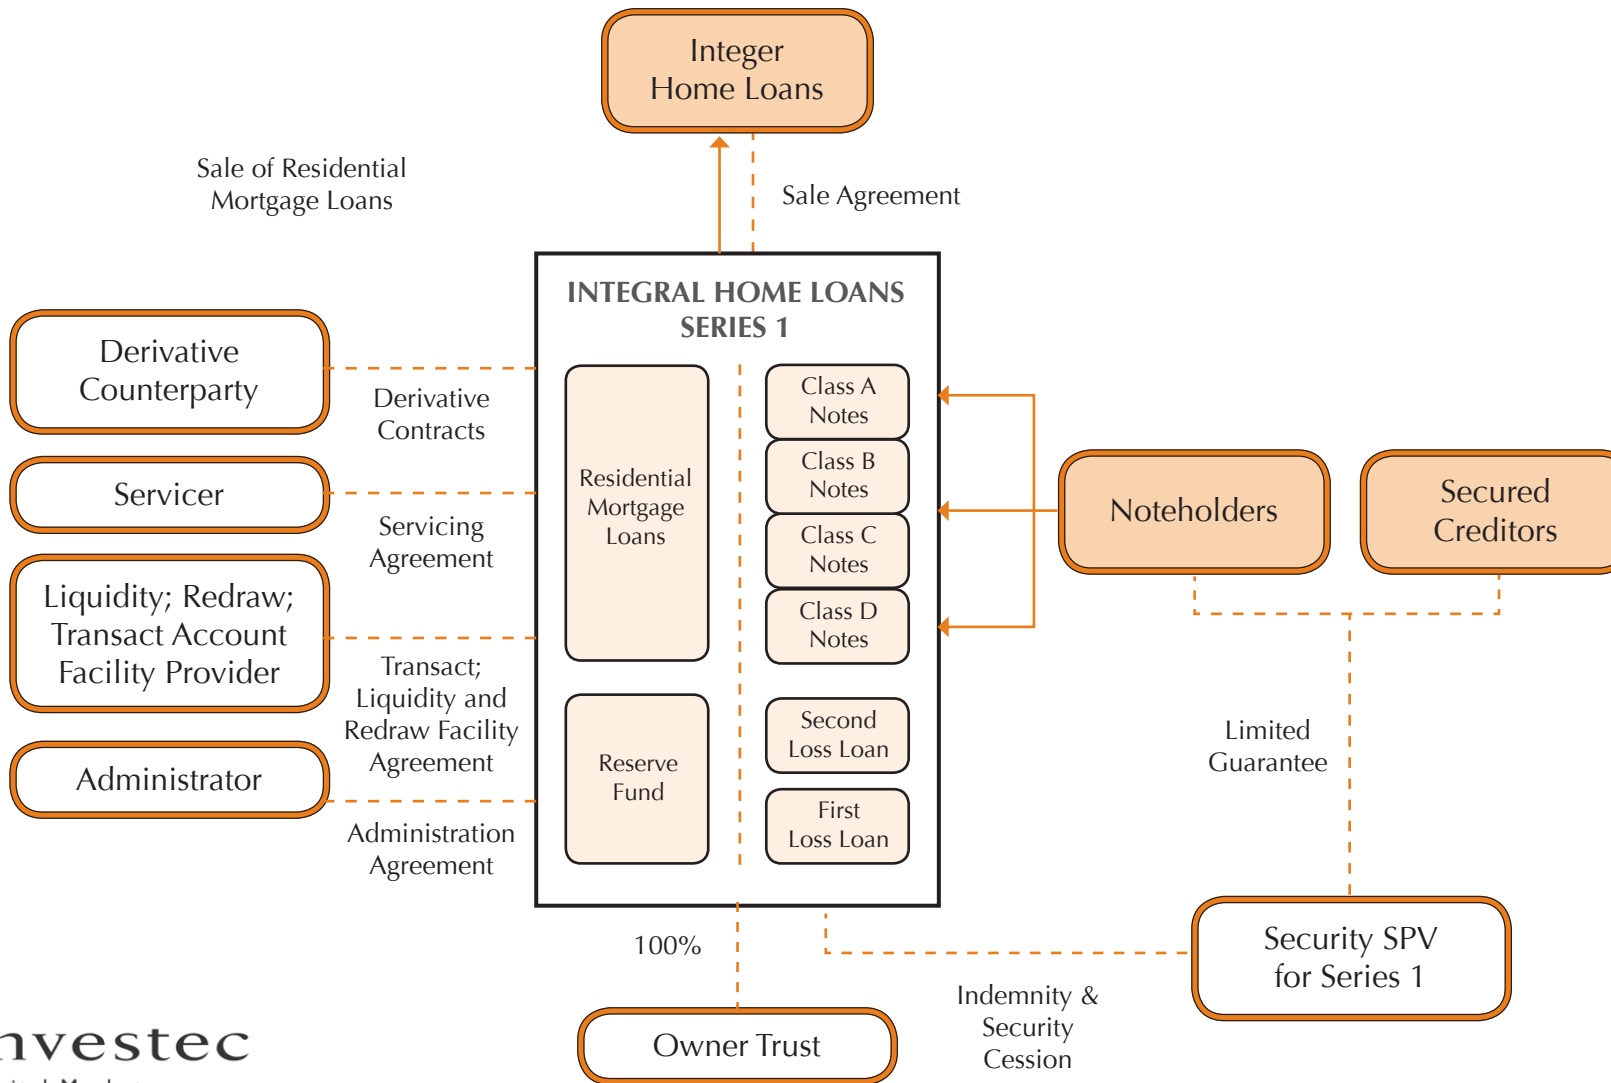 Integer
Home Loans
Sale of Residential
Mortgage Loans
Sale Agreement
INTEGRAL HOME LOANS
SERIES 1
Derivative
Counterparty
Derivative
Contracts
Servicer
Servicing
Agreement
Liquidity; Redraw;
Transact Account
Facility Provider
Transact;
Liquidity and
Redraw Facility
Agreement
Administrator
Administration
Agreement
Residential
Mortgage
Loans
Reserve
Fund
Class A
Notes
Class B
Notes
Class C
Notes
Class D
Notes
Second
Loss Loan
First
Loss Loan
Noteholders
Secured
Creditors
Limited
Guarantee
Security SPV
for Series 1
100%
Indemnity &
Security
Cession
Owner Trust
nvestec